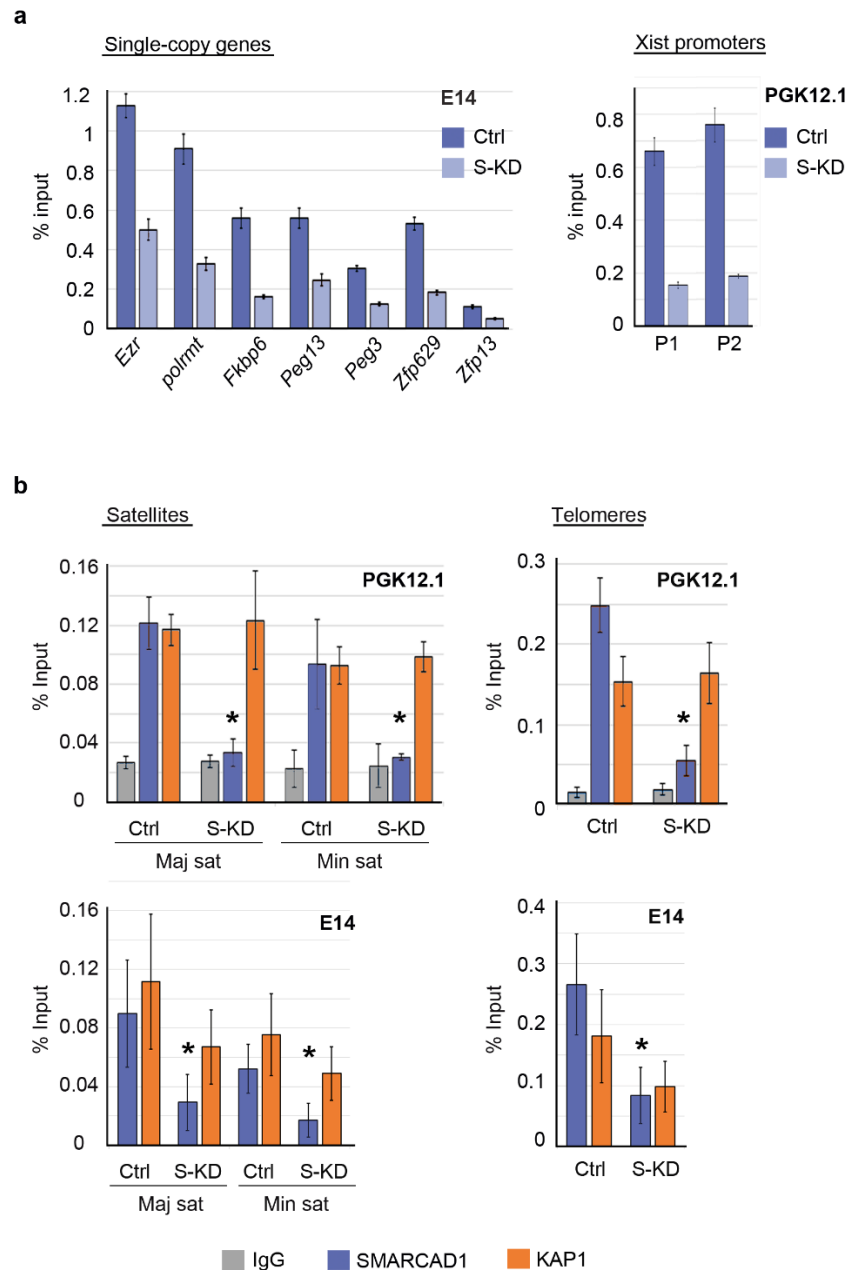 a
Single-copy genes
E14
Ctrl
S-KD
% input
1.2
1
0.8
0.6
0.4
0.2
0
Ezr
polrmt
Fkbp6
Peg13
Peg3
Zfp629
Zfp13
Xist promoters
PGK12.1
Ctrl
S-KD
% input
0.8
0.6
0.4
0.2
0
P1 P2
b
Satellites
PGK12.1
% Input
0.16
0.12
0.08
0.04
0
*
*
Ctrl S-KD Ctrl S-KD
Maj sat Min sat
Telomeres
PGK12.1
% Input
0.3
0.2
0.1
0
*
Ctrl S-KD
E14
% Input
0.16
0.12
0.08
0.04
0
*
*
Ctrl S-KD Ctrl S-KD
Maj sat Min sat
E14
% Input
0.4
0.3
0.2
0.1
0
*
Ctrl S-KD
IgG SMARCAD1 KAP1